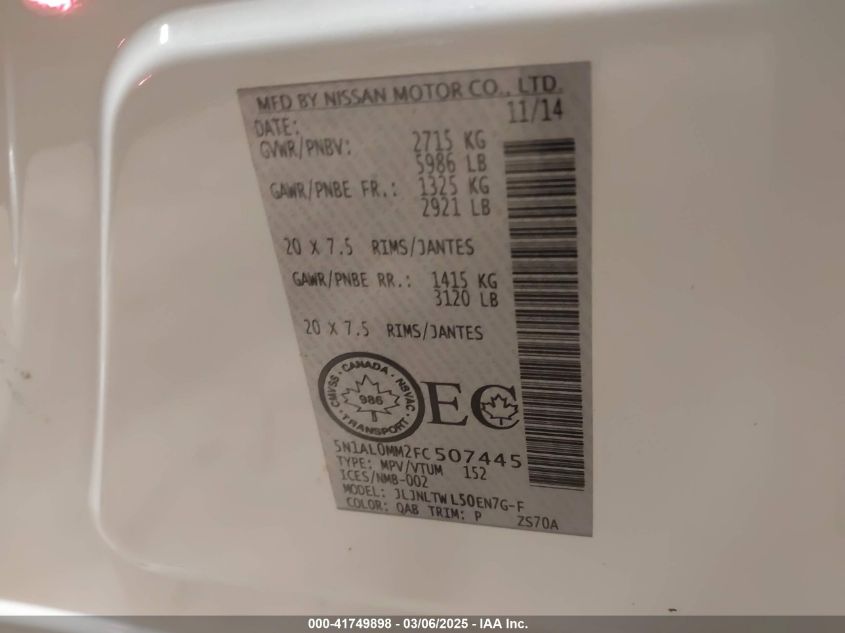 MFD BY NISSAN MOTOR CO., LTD.
DATE: 11/14
GVWR/PNBV: 2715 KG
5986 LB
GAWR/PNBE FR.: 1325 KG
2921 LB
20 X 7.5 RIMS/JANTES
GAWR/PNBE RR.: 1415 KG
3120 LB
20 X 7.5 RIMS/JANTES
CANADA
CMVSS 986 NSVAC
TRANSPORT
EC
5N1AL0MM2FC507445
TYPE: MPV/VTUM 152
ICES/NMB-002
MODEL: JLJNLTWL50EN7G-F
COLOR: QAB TRIM: P ZS70A
000-41749898 - 03/06/2025 - IAA Inc.